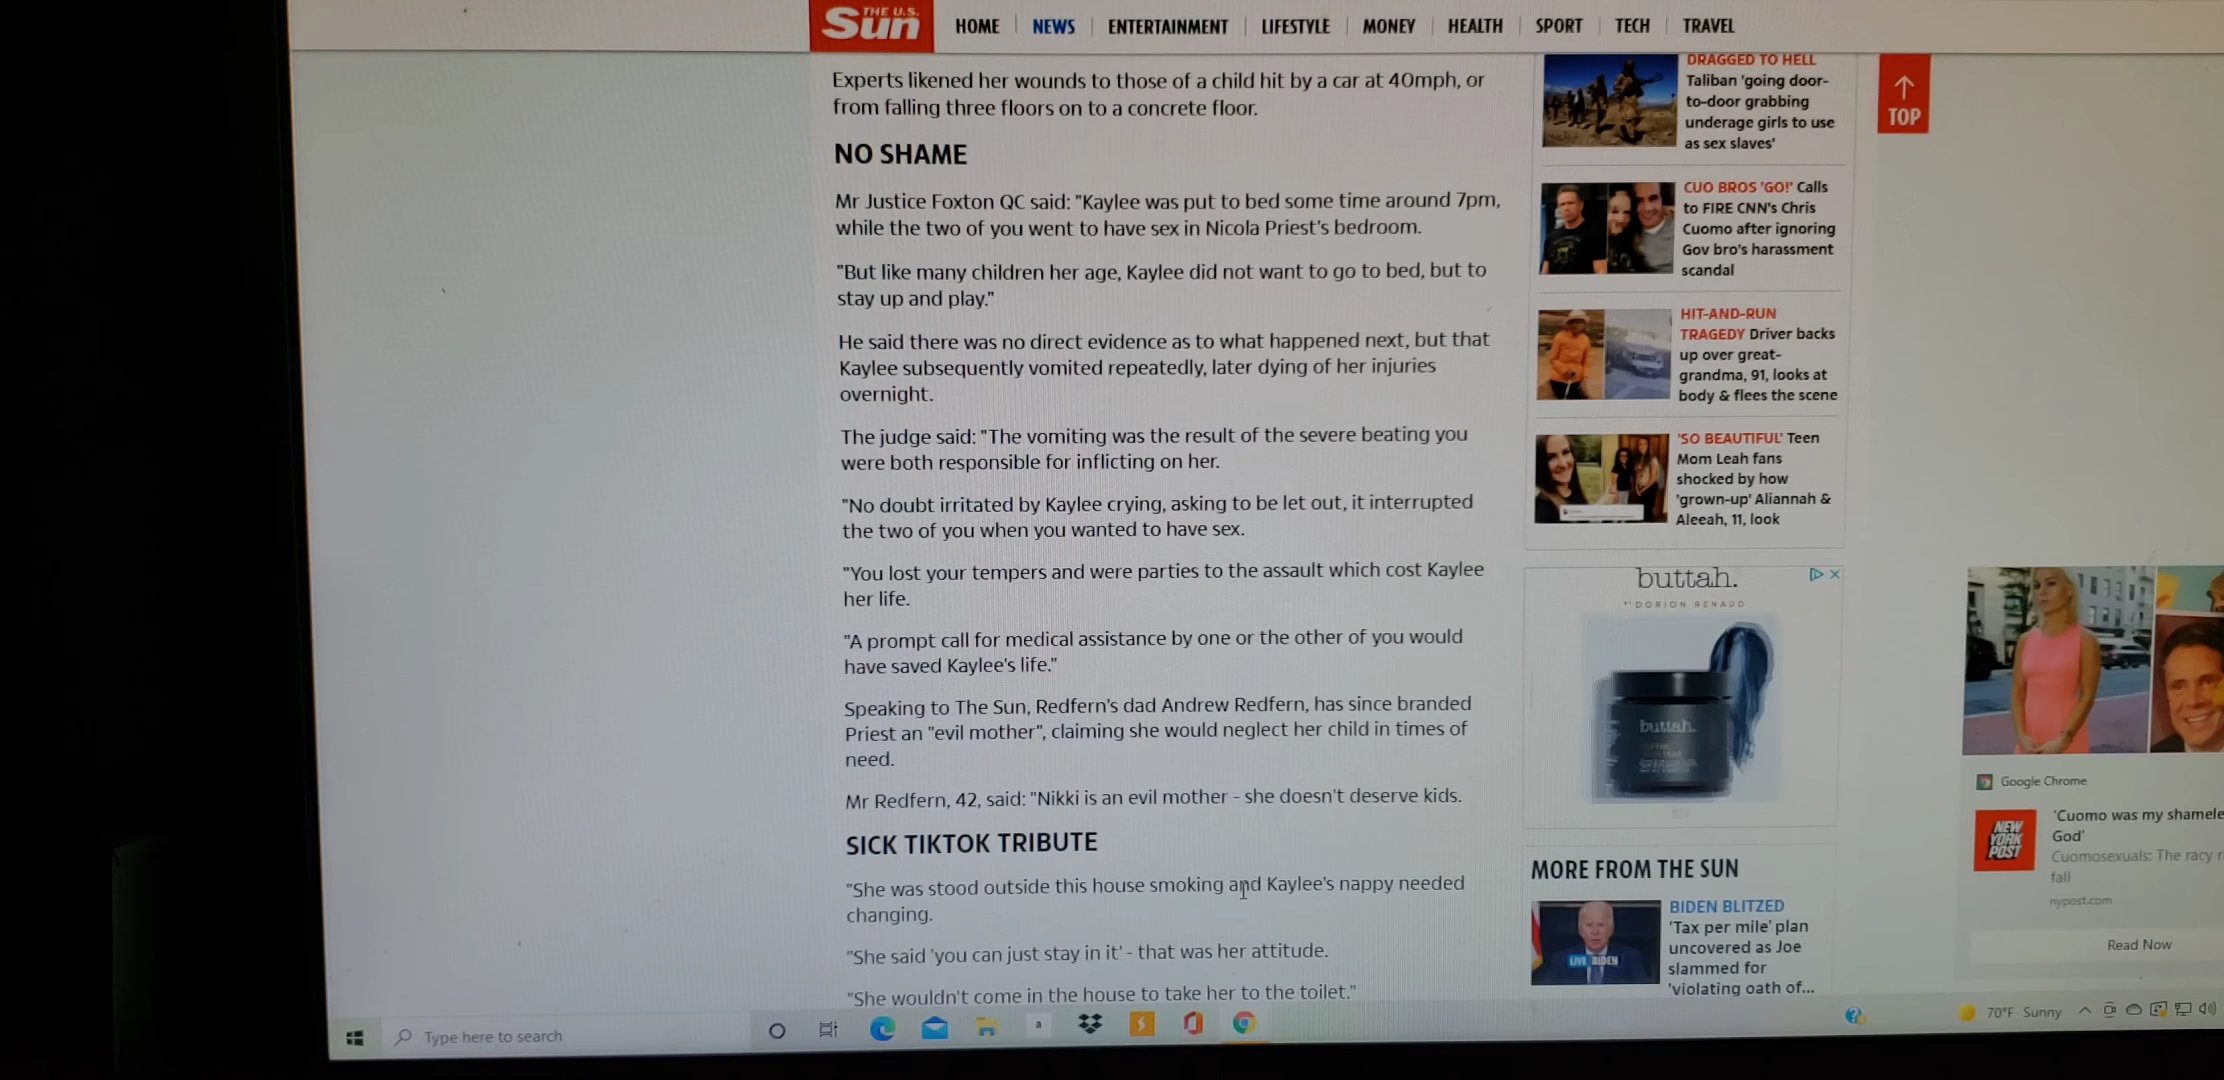 THE U.S.
Sun
HOME
NEWS
ENTERTAINMENT
LIFESTYLE
MONEY
HEALTH
SPORT
TECH
TRAVEL
Experts likened her wounds to those of a child hit by a car at 40mph, or
from falling three floors on to a concrete floor.
NO SHAME
Mr Justice Foxton QC said: "Kaylee was put to bed some time around 7pm,
while the two of you went to have sex in Nicola Priest's bedroom.
"But like many children her age, Kaylee did not want to go to bed, but to
stay up and play."
He said there was no direct evidence as to what happened next, but that
Kaylee subsequently vomited repeatedly, later dying of her injuries
overnight.
The judge said: "The vomiting was the result of the severe beating you
were both responsible for inflicting on her.
"No doubt irritated by Kaylee crying, asking to be let out, it interrupted
the two of you when you wanted to have sex.
"You lost your tempers and were parties to the assault which cost Kaylee
her life.
"A prompt call for medical assistance by one or the other of you would
have saved Kaylee's life."
Speaking to The Sun, Redfern's dad Andrew Redfern, has since branded
Priest an "evil mother", claiming she would neglect her child in times of
need.
Mr Redfern, 42, said: "Nikki is an evil mother - she doesn't deserve kids.
SICK TIKTOK TRIBUTE
"She was stood outside this house smoking and Kaylee's nappy needed
changing.
"She said 'you can just stay in it' - that was her attitude.
"She wouldn't come in the house to take her to the toilet."
DRAGGED TO HELL
Taliban 'going door-
to-door grabbing
underage girls to use
as sex slaves'
CUO BROS 'GO!' Calls
to FIRE CNN's Chris
Cuomo after ignoring
Gov bro's harassment
scandal
HIT-AND-RUN
TRAGEDY Driver backs
up over great-
grandma, 91, looks at
body & flees the scene
'SO BEAUTIFUL' Teen
Mom Leah fans
shocked by how
'grown-up' Aliannah &
Aleeah, 11, look
buttah.
DORION RENAUD
buttah.
MORE FROM THE SUN
BIDEN BLITZED
'Tax per mile' plan
uncovered as Joe
slammed for
'violating oath of...
LIVE BIDEN
TOP
Google Chrome
NEW
YORK
POST
'Cuomo was my shamele
God'
Cuomosexuals: The racy r
fall
nypost.com
Read Now
Type here to search
a
70°F Sunny